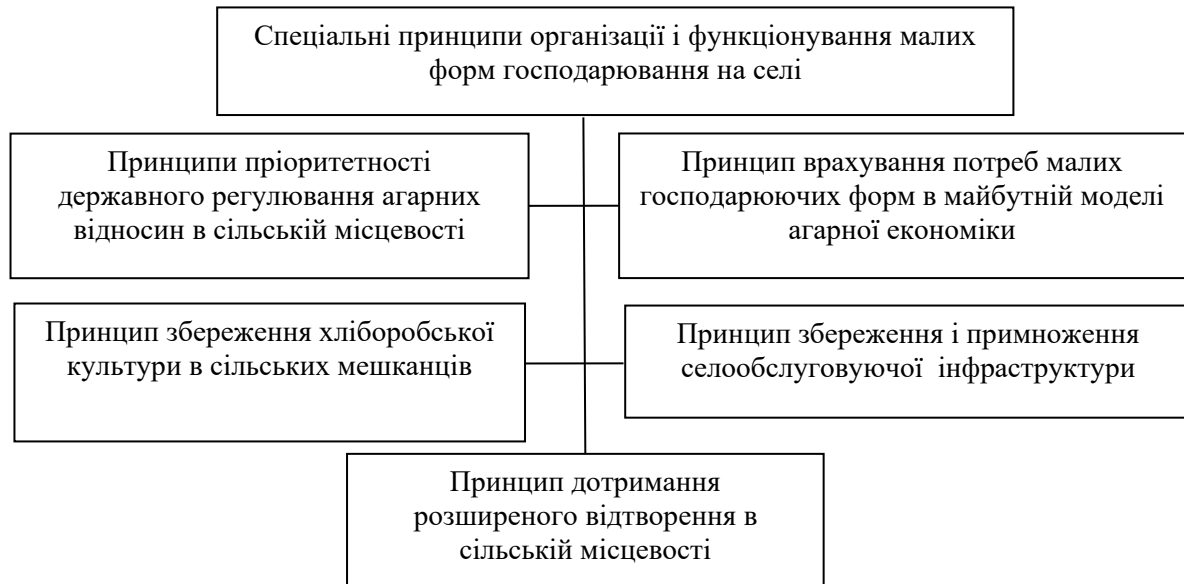 Спеціальні принципи організації і функціонування малих
форм господарювання на селі
Принципи пріоритетності
державного регулювання агарних
відносин в сільській місцевості
Принцип врахування потреб малих
господарюючих форм в майбутній моделі
агарної економіки
Принцип збереження хліборобської
культури в сільських мешканців
Принцип збереження і примноження
селообслуговуючої інфраструктури
Принцип дотримання
розширеного відтворення в
сільській місцевості